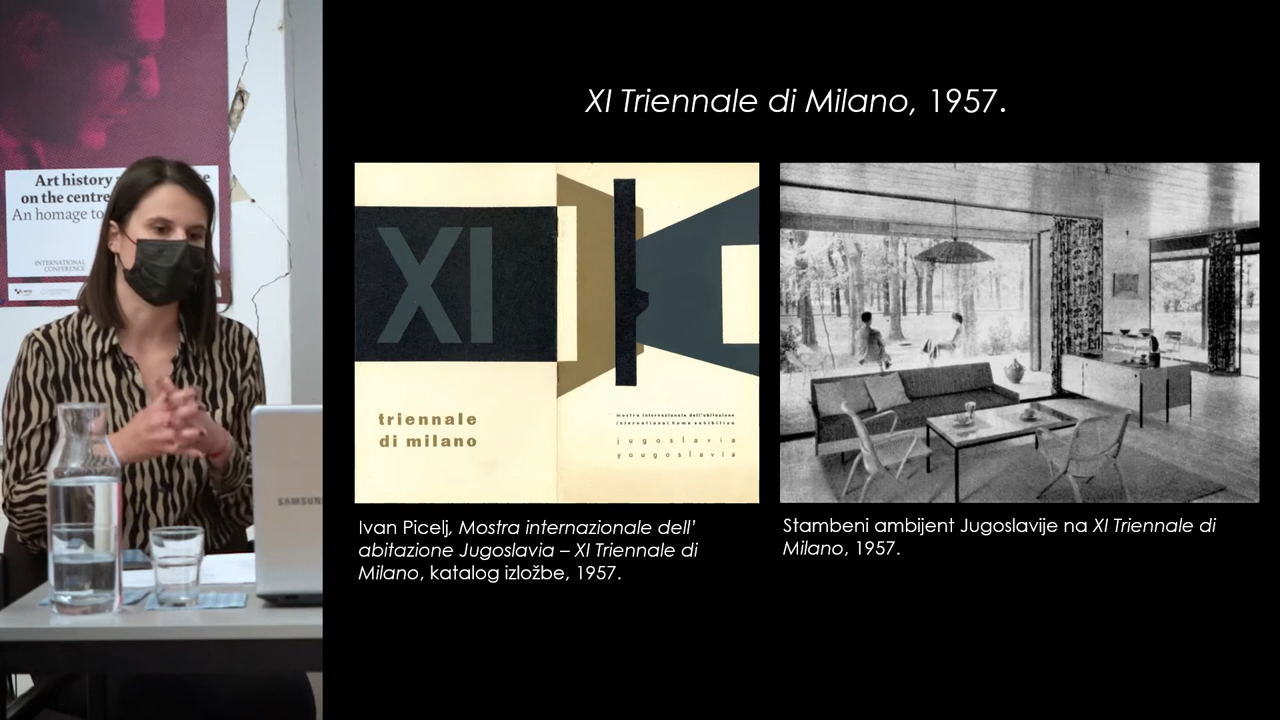 Art history
on the centre
An homage to
INTERNATIONAL
CONFERENCE
SAMSUN
XI Triennale di Milano, 1957.
XI
triennale
di milano
mostra internazionale dell'abitazione
international home exhibition
jugoslavia
yougoslavia
Ivan Picelj, Mostra internazionale dell'
abitazione Jugoslavia – XI Triennale di
Milano, katalog izložbe, 1957.
Stambeni ambijent Jugoslavije na XI Triennale di
Milano, 1957.